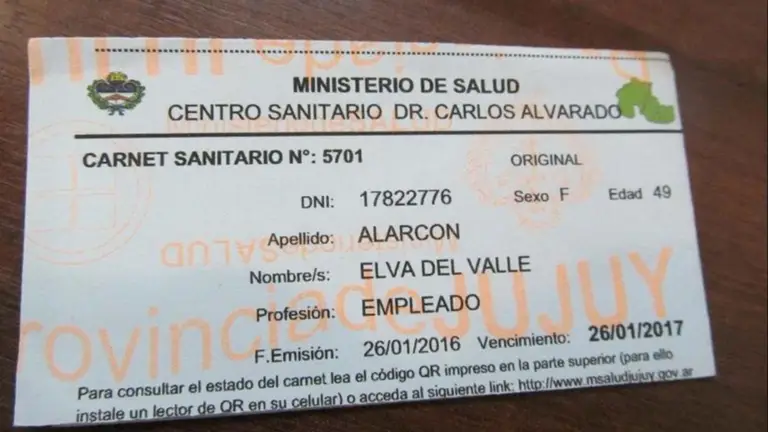 MINISTERIO DE SALUD
CENTRO SANITARIO DR. CARLOS ALVARADO
CARNET SANITARIO N°: 5701 ORIGINAL
DNI: 17822776 Sexo F Edad 49
Apellido: ALARCON
Nombre/s: ELVA DEL VALLE
Profesión: EMPLEADO
F.Emisión: 26/01/2016 Vencimiento: 26/01/2017
Para consultar el estado del carnet lea el código QR impreso en la parte superior (para ello
instale un lector de QR en su celular) o acceda al siguiente link: http://www.msaludjujuy.gov.ar
MinisteriodeSALUD
MinisteriodeSALUD
rovinciadeJUJUY